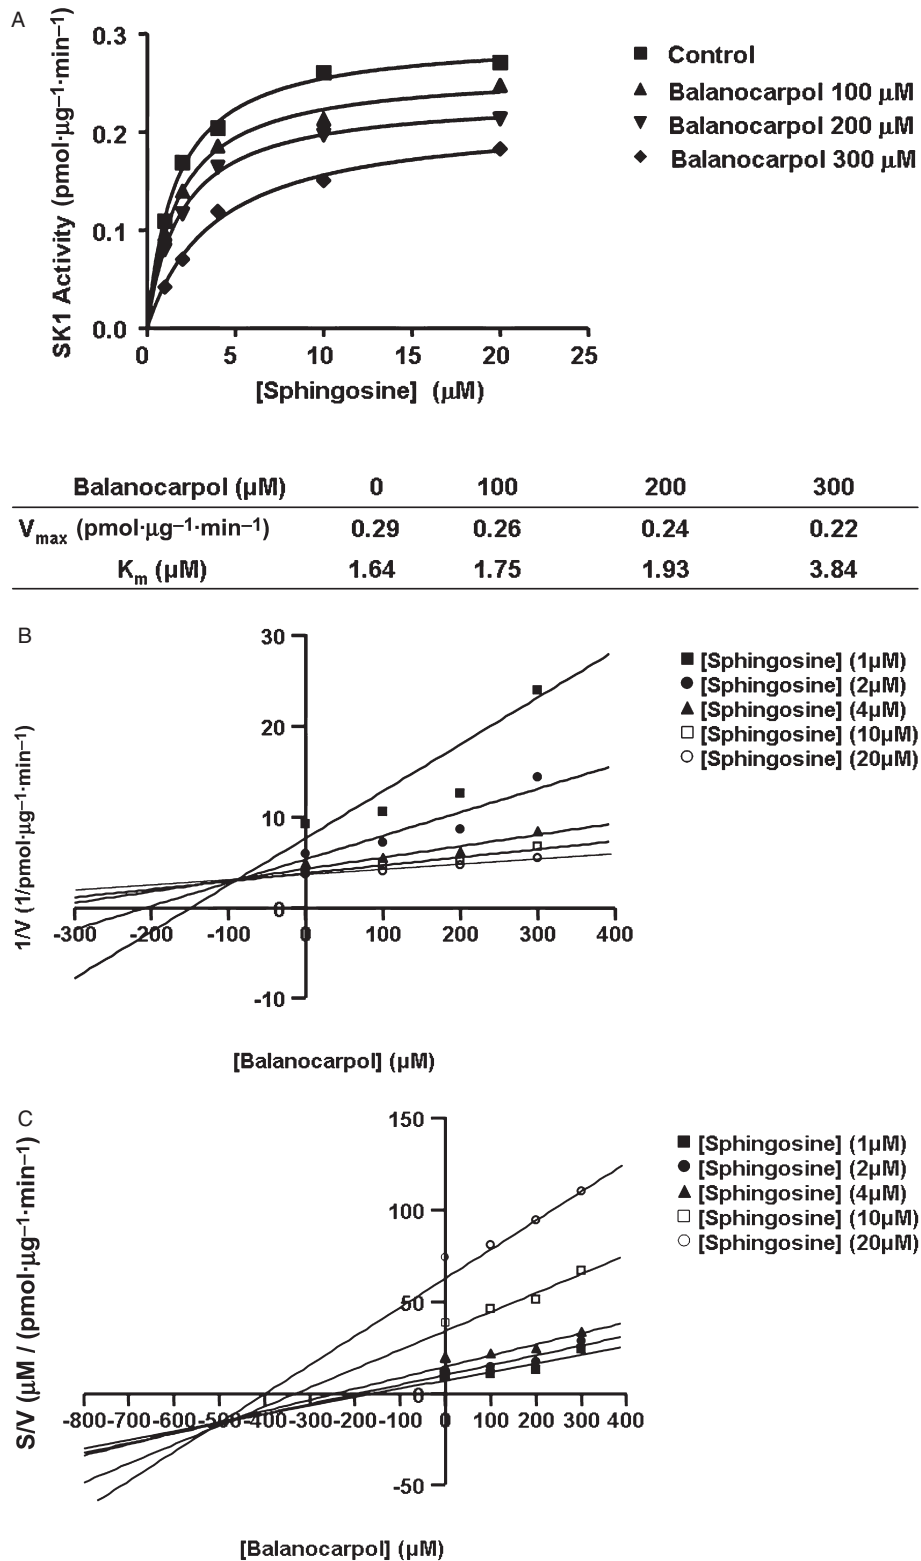 A
0.3
0.2
0.1
0.0
0 5 10 15 20 25
SK1 Activity (pmol·µg⁻¹·min⁻¹)
[Sphingosine] (µM)
Control
Balanocarpol 100 µM
Balanocarpol 200 µM
Balanocarpol 300 µM
Balanocarpol (µM) 0 100 200 300
Vmax (pmol·µg⁻¹·min⁻¹) 0.29 0.26 0.24 0.22
Km (µM) 1.64 1.75 1.93 3.84
B
30
20
10
0
-10
-300 -200 -100 0 100 200 300 400
1/V (1/pmol·µg⁻¹·min⁻¹)
[Balanocarpol] (µM)
[Sphingosine] (1µM)
[Sphingosine] (2µM)
[Sphingosine] (4µM)
[Sphingosine] (10µM)
[Sphingosine] (20µM)
C
150
100
50
0
-50
-800 -700 -600 -500 -400 -300 -200 -100 0 100 200 300 400
S/V (µM / (pmol·µg⁻¹·min⁻¹)
[Balanocarpol] (µM)
[Sphingosine] (1µM)
[Sphingosine] (2µM)
[Sphingosine] (4µM)
[Sphingosine] (10µM)
[Sphingosine] (20µM)